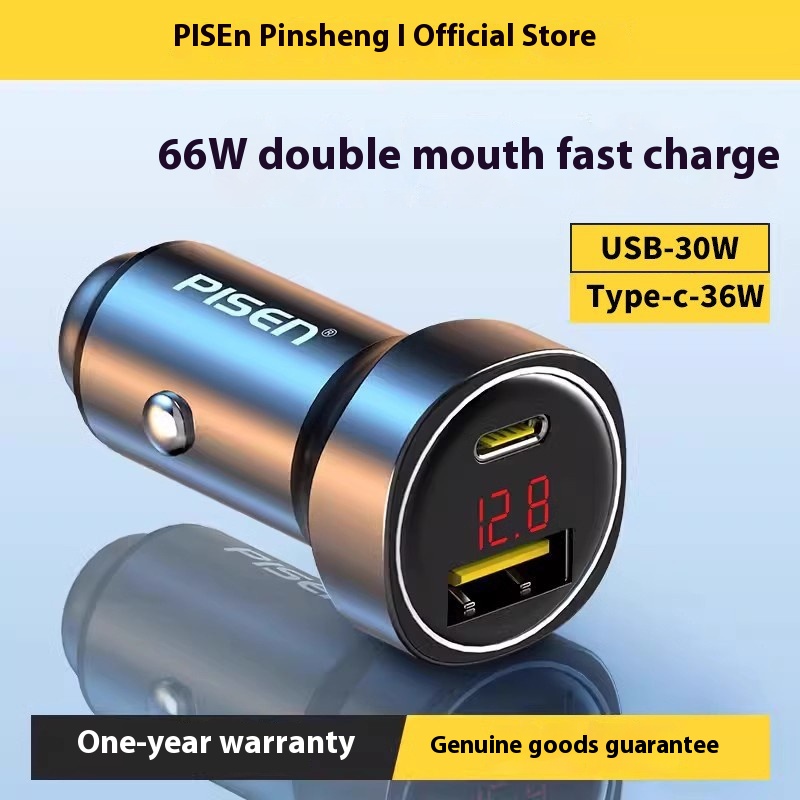 PISEn Pinsheng I Official Store
66W double mouth fast charge
USB-30W
Type-c-36W
PISEN®
12.8
One-year warranty
Genuine goods guarantee